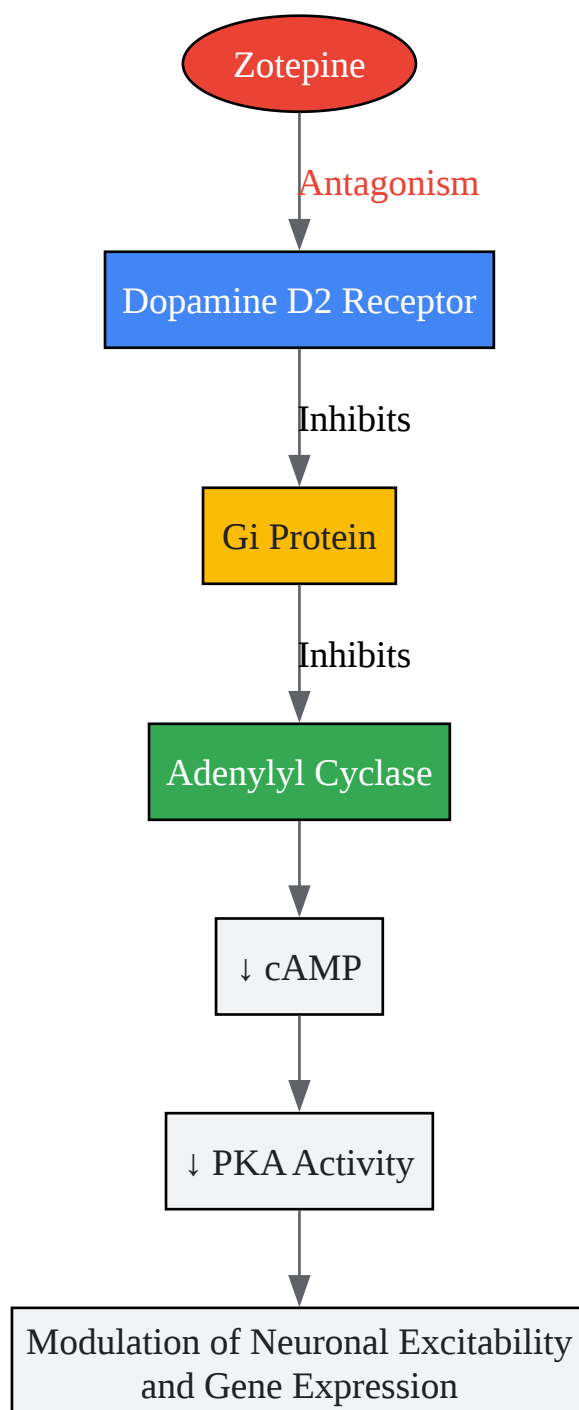 Zotepine
Antagonism
Dopamine D2 Receptor
Inhibits
Gi Protein
Inhibits
Adenylyl Cyclase
↓ cAMP
↓ PKA Activity
Modulation of Neuronal Excitability
and Gene Expression